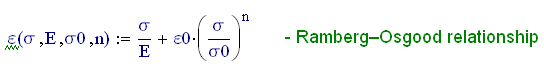 ε(σ ,E ,σ0 ,n) := σ/E + ε0·(σ/σ0)^n - Ramberg–Osgood relationship